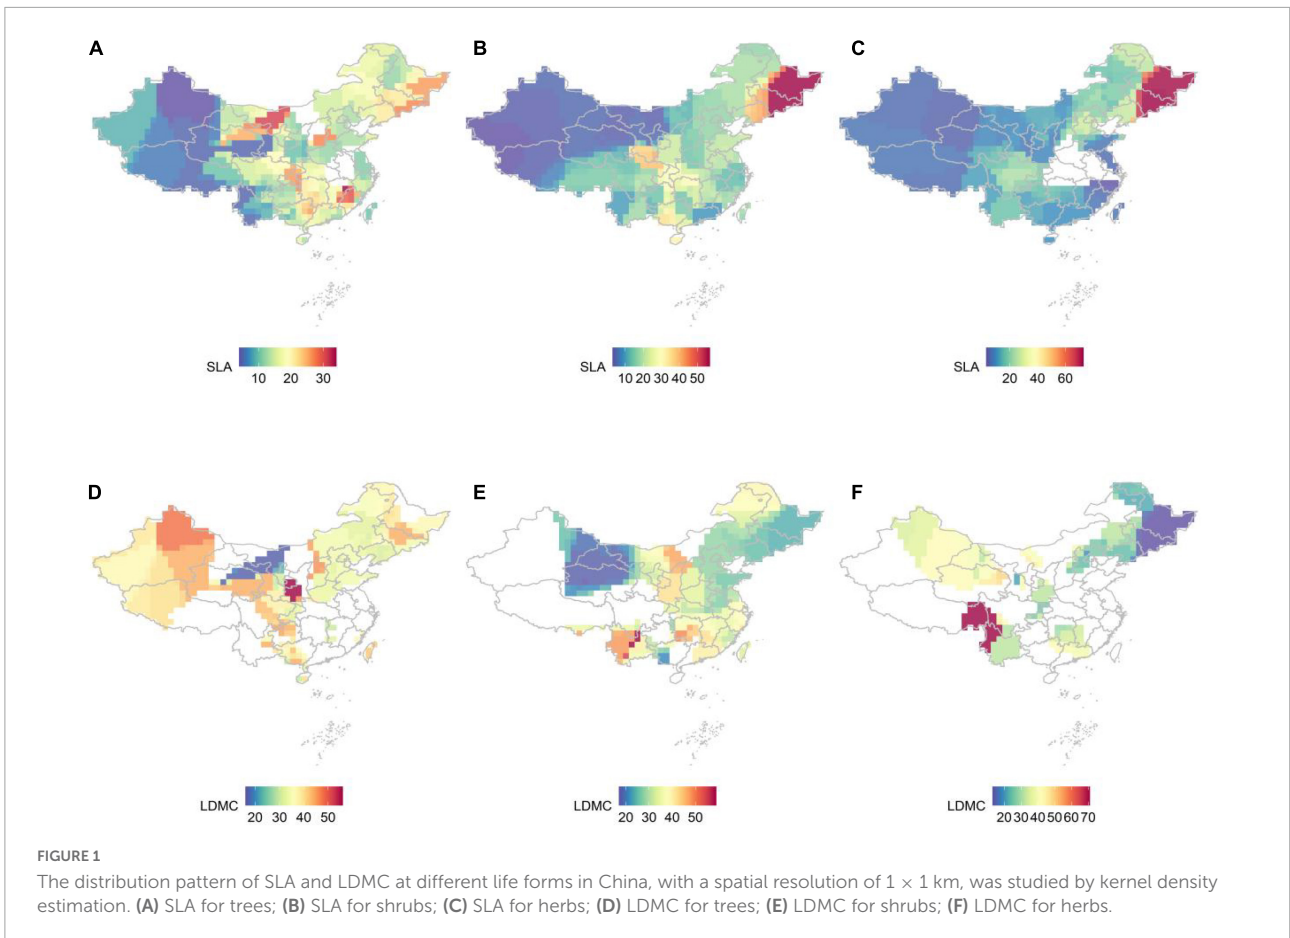 A
B
C
SLA
10 20 30
SLA
10 20 30 40 50
SLA
20 40 60
D
E
F
LDMC
20 30 40 50
LDMC
20 30 40 50
LDMC
20 30 40 50 60 70
FIGURE 1
The distribution pattern of SLA and LDMC at different life forms in China, with a spatial resolution of 1 × 1 km, was studied by kernel density
estimation. (A) SLA for trees; (B) SLA for shrubs; (C) SLA for herbs; (D) LDMC for trees; (E) LDMC for shrubs; (F) LDMC for herbs.